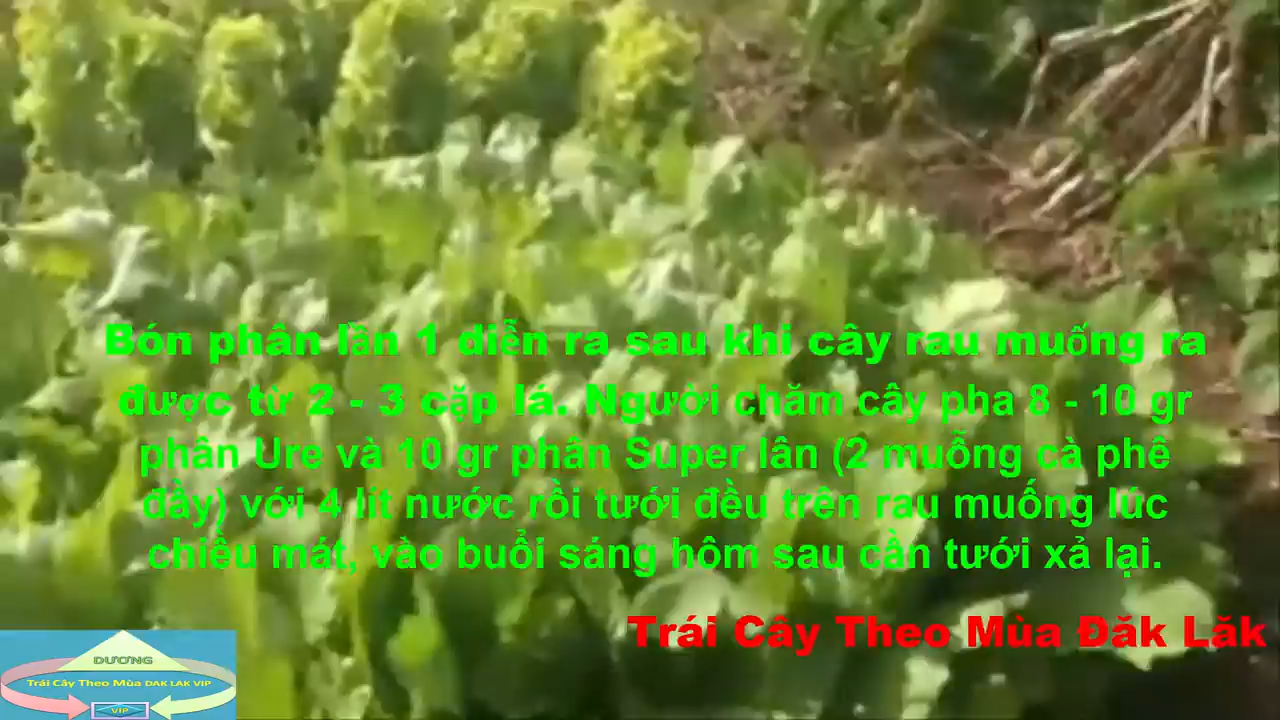 Bón phân lần 1 diễn ra sau khi cây rau muống ra
được từ 2 - 3 cặp lá. Người chăm cây pha 8 - 10 gr
phân Ure và 10 gr phân Super lân (2 muỗng cà phê
đầy) với 4 lít nước rồi tưới đều trên rau muống lúc
chiều mát, vào buổi sáng hôm sau cần tưới xả lại.
Trái Cây Theo Mùa Đăk Lăk
DƯƠNG
Trái Cây Theo Mùa DAK LAK VIP
VIP